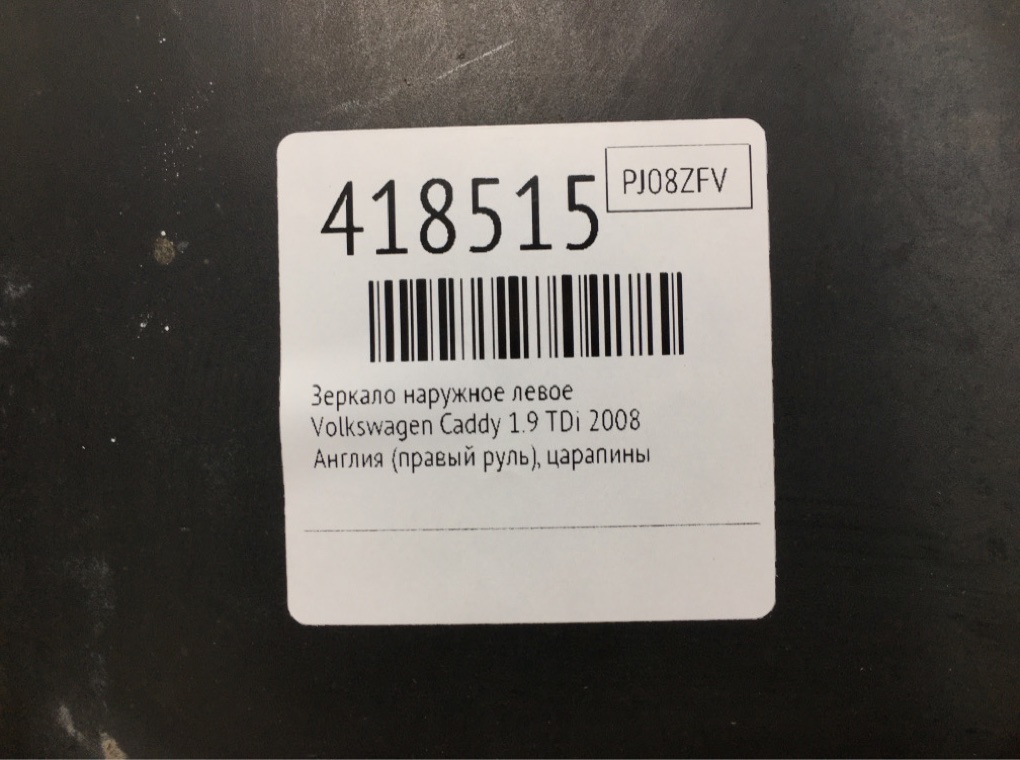 418515
PJ08ZFV
Зеркало наружное левое
Volkswagen Caddy 1.9 TDi 2008
Англия (правый руль), царапины